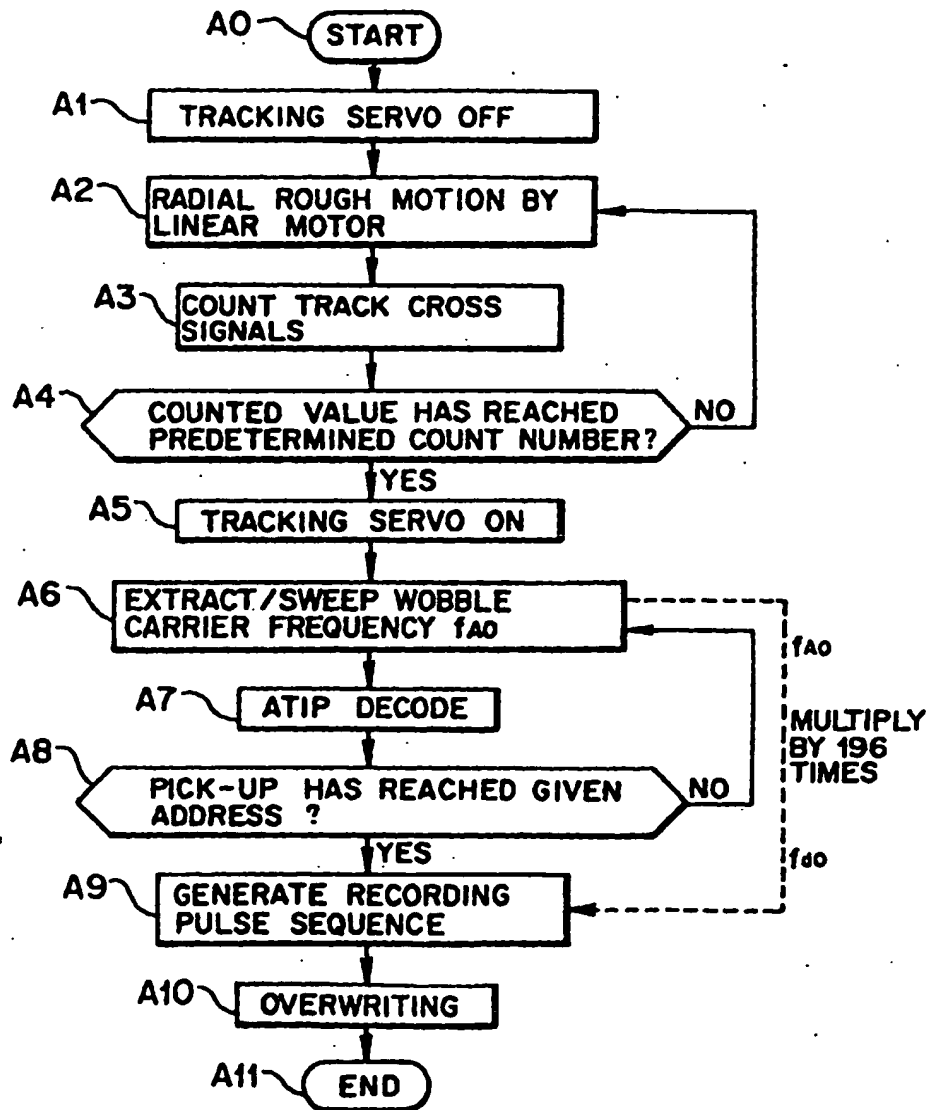 A0 START
A1 TRACKING SERVO OFF
A2 RADIAL ROUGH MOTION BY
LINEAR MOTOR
A3 COUNT TRACK CROSS
SIGNALS
A4 COUNTED VALUE HAS REACHED
PREDETERMINED COUNT NUMBER?
NO
YES
A5 TRACKING SERVO ON
A6 EXTRACT/SWEEP WOBBLE
CARRIER FREQUENCY fA0
fA0
A7 ATIP DECODE
MULTIPLY
BY 196
TIMES
A8 PICK-UP HAS REACHED GIVEN
ADDRESS ?
NO
YES
fd0
A9 GENERATE RECORDING
PULSE SEQUENCE
A10 OVERWRITING
A11 END